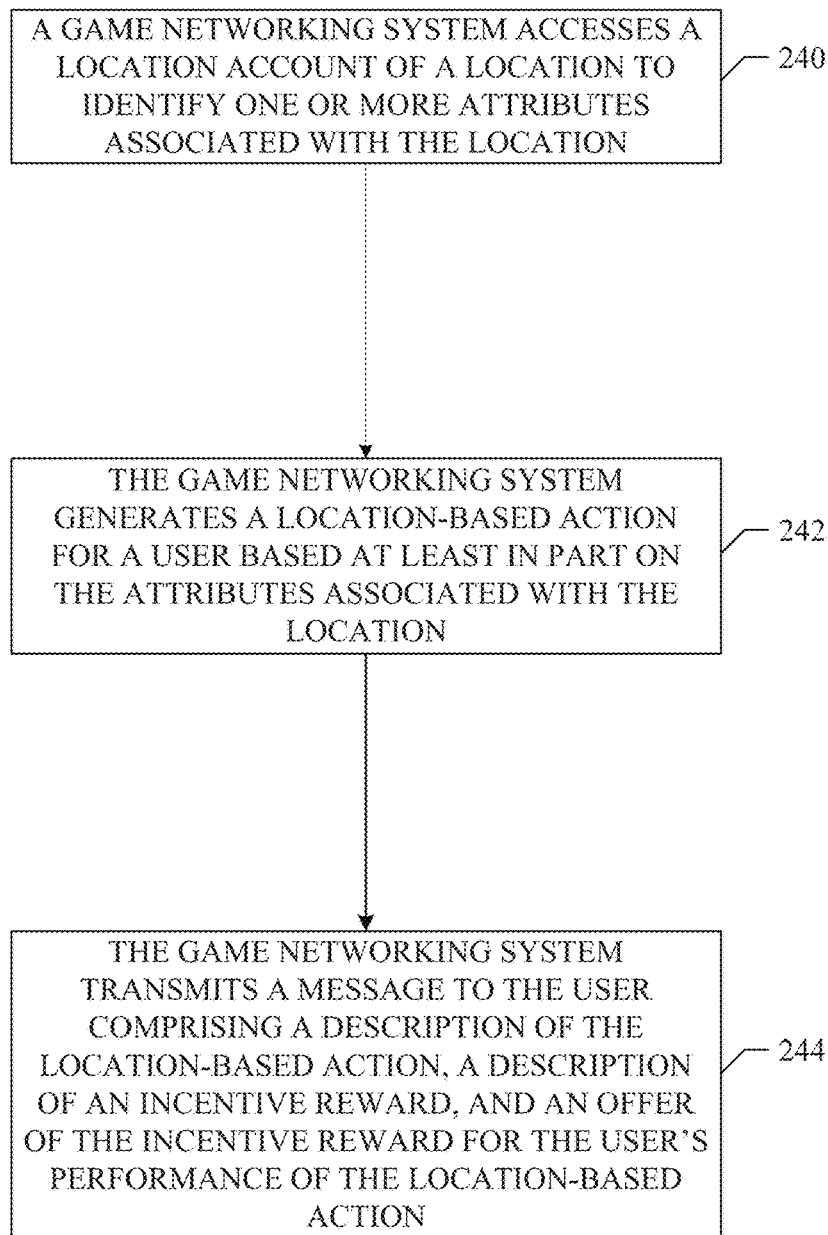 A GAME NETWORKING SYSTEM ACCESSES A
LOCATION ACCOUNT OF A LOCATION TO
IDENTIFY ONE OR MORE ATTRIBUTES
ASSOCIATED WITH THE LOCATION
240
THE GAME NETWORKING SYSTEM
GENERATES A LOCATION-BASED ACTION
FOR A USER BASED AT LEAST IN PART ON
THE ATTRIBUTES ASSOCIATED WITH THE
LOCATION
242
THE GAME NETWORKING SYSTEM
TRANSMITS A MESSAGE TO THE USER
COMPRISING A DESCRIPTION OF THE
LOCATION-BASED ACTION, A DESCRIPTION
OF AN INCENTIVE REWARD, AND AN OFFER
OF THE INCENTIVE REWARD FOR THE USER'S
PERFORMANCE OF THE LOCATION-BASED
ACTION
244